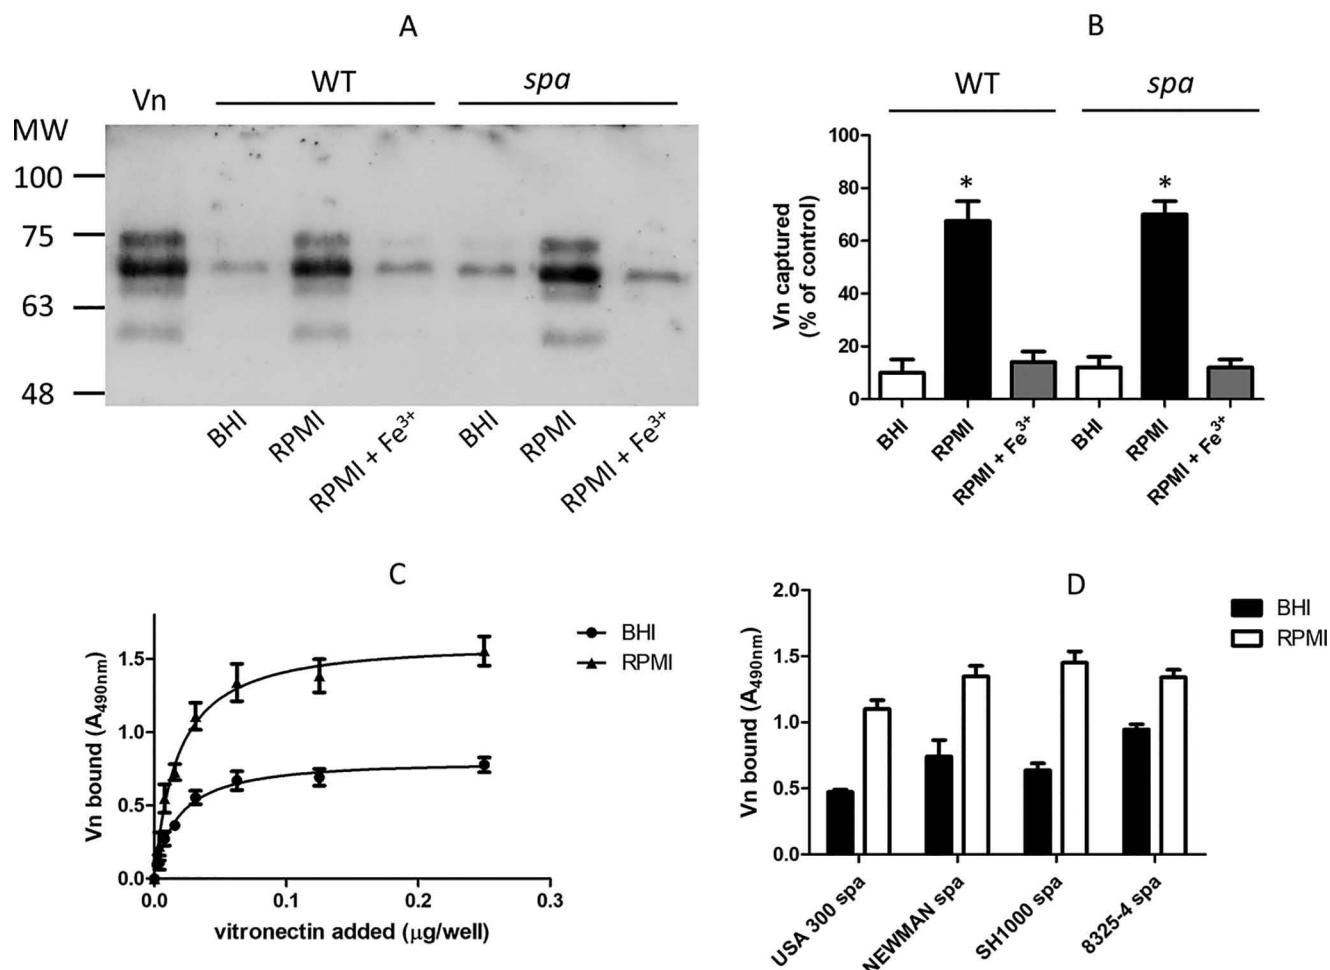 A
WT
spa
Vn
MW
100
75
63
48
BHI
RPMI
RPMI + Fe³⁺
BHI
RPMI
RPMI + Fe³⁺
B
WT
spa
Vn captured
(% of control)
100
80
60
40
20
0
*
*
BHI
RPMI
RPMI + Fe³⁺
BHI
RPMI
RPMI + Fe³⁺
C
BHI
RPMI
Vn bound (A490nm)
1.5
1.0
0.5
0.0
0.0
0.1
0.2
0.3
vitronectin added (μg/well)
D
BHI
RPMI
Vn bound (A490nm)
2.0
1.5
1.0
0.5
0.0
USA 300 spa
NEWMAN spa
SH1000 spa
8325-4 spa